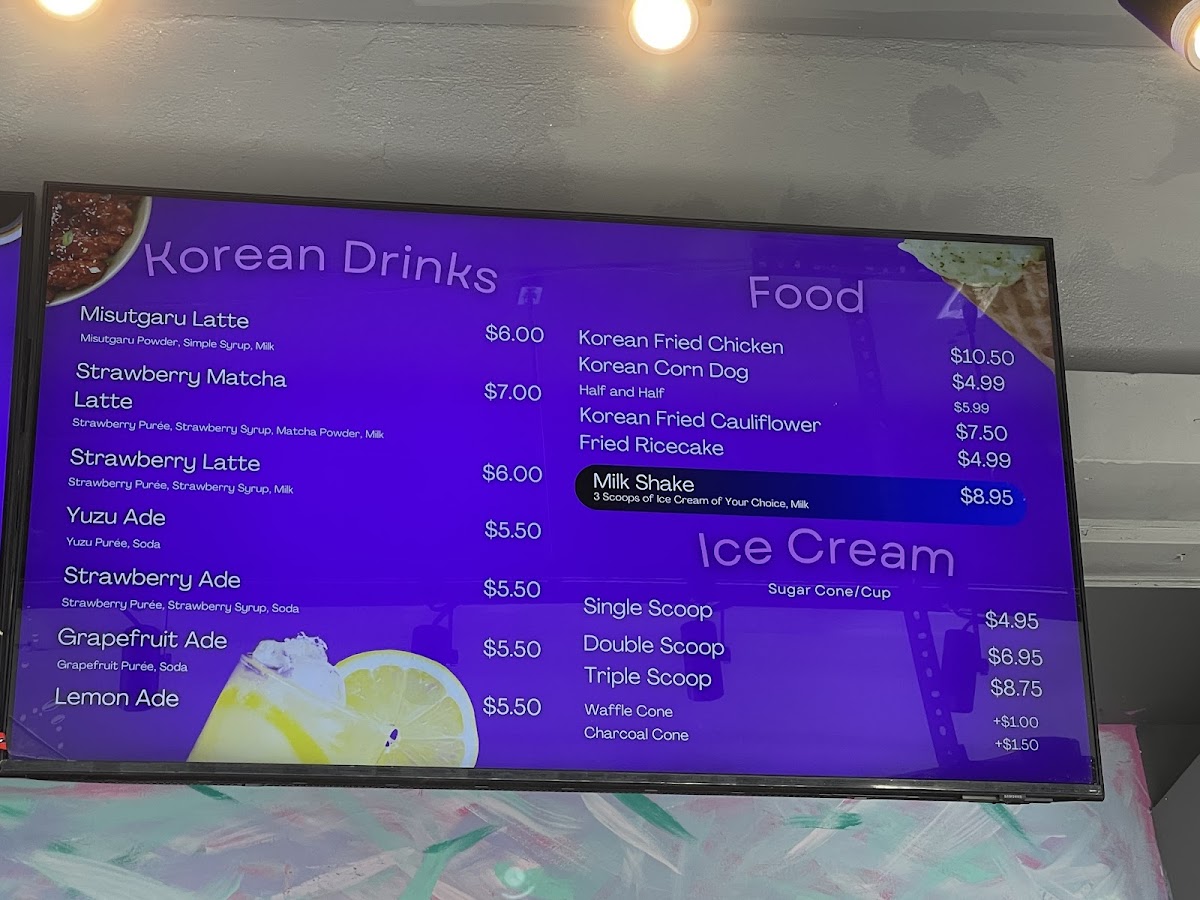 Korean Drinks
Misutgaru Latte $6.00
Misutgaru Powder, Simple Syrup, Milk
Strawberry Matcha
Latte $7.00
Strawberry Purée, Strawberry Syrup, Matcha Powder, Milk
Strawberry Latte $6.00
Strawberry Purée, Strawberry Syrup, Milk
Yuzu Ade $5.50
Yuzu Purée, Soda
Strawberry Ade $5.50
Strawberry Purée, Strawberry Syrup, Soda
Grapefruit Ade $5.50
Grapefruit Purée, Soda
Lemon Ade $5.50
Food
Korean Fried Chicken $10.50
Korean Corn Dog $4.99
Half and Half $5.99
Korean Fried Cauliflower $7.50
Fried Ricecake $4.99
Milk Shake $8.95
3 Scoops of Ice Cream of Your Choice, Milk
Ice Cream
Sugar Cone/Cup
Single Scoop $4.95
Double Scoop $6.95
Triple Scoop $8.75
Waffle Cone +$1.00
Charcoal Cone +$1.50
SAMSUNG